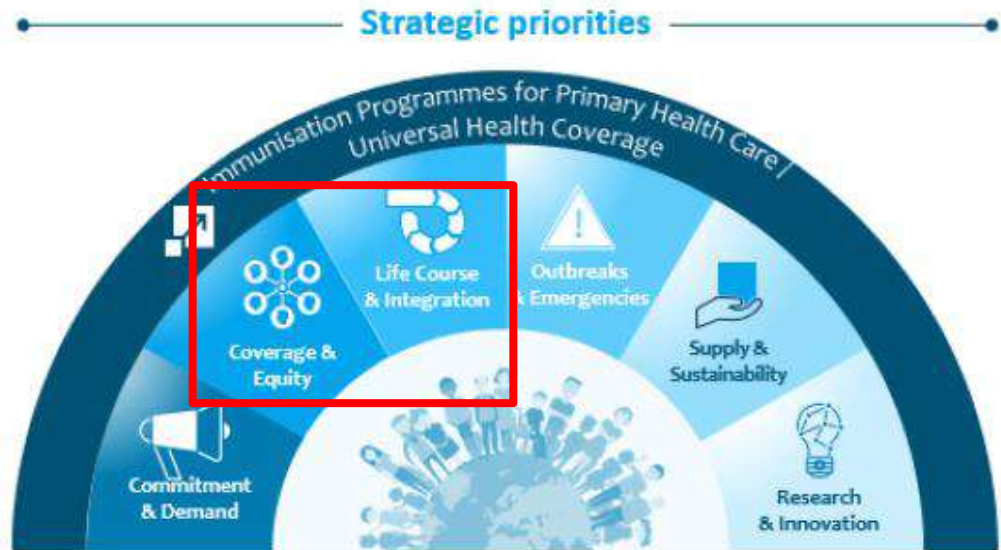 Strategic priorities
Immunisation Programmes for Primary Health Care /
Universal Health Coverage
Life Course
& Integration
Outbreaks
& Emergencies
Coverage &
Equity
Supply &
Sustainability
Commitment
& Demand
Research
& Innovation